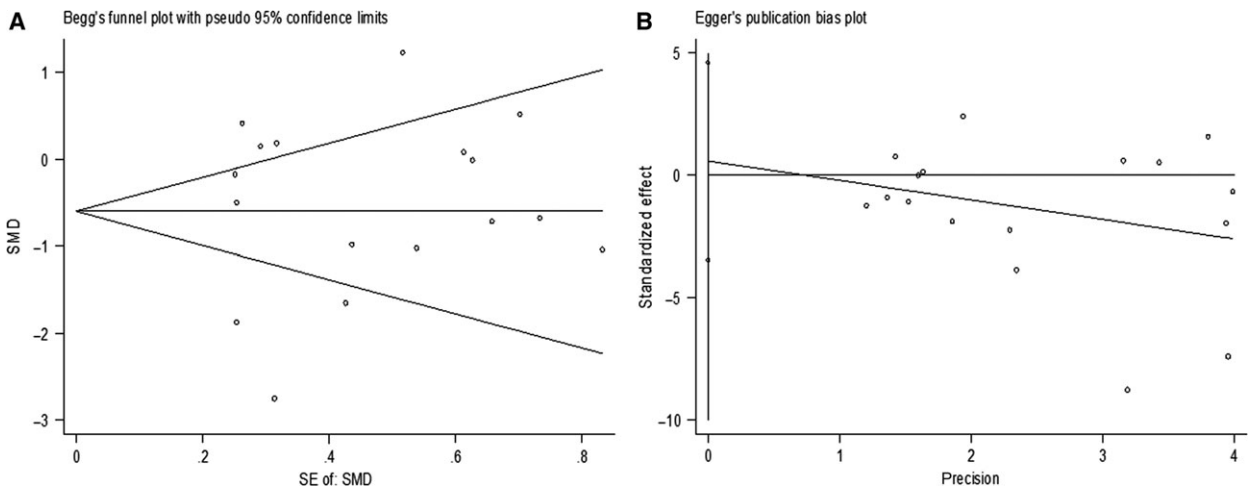 A
Begg's funnel plot with pseudo 95% confidence limits
1
0
−1
−2
−3
SMD
0
.2
.4
.6
.8
SE of: SMD
B
Egger's publication bias plot
5
0
−5
−10
Standardized effect
0
1
2
3
4
Precision